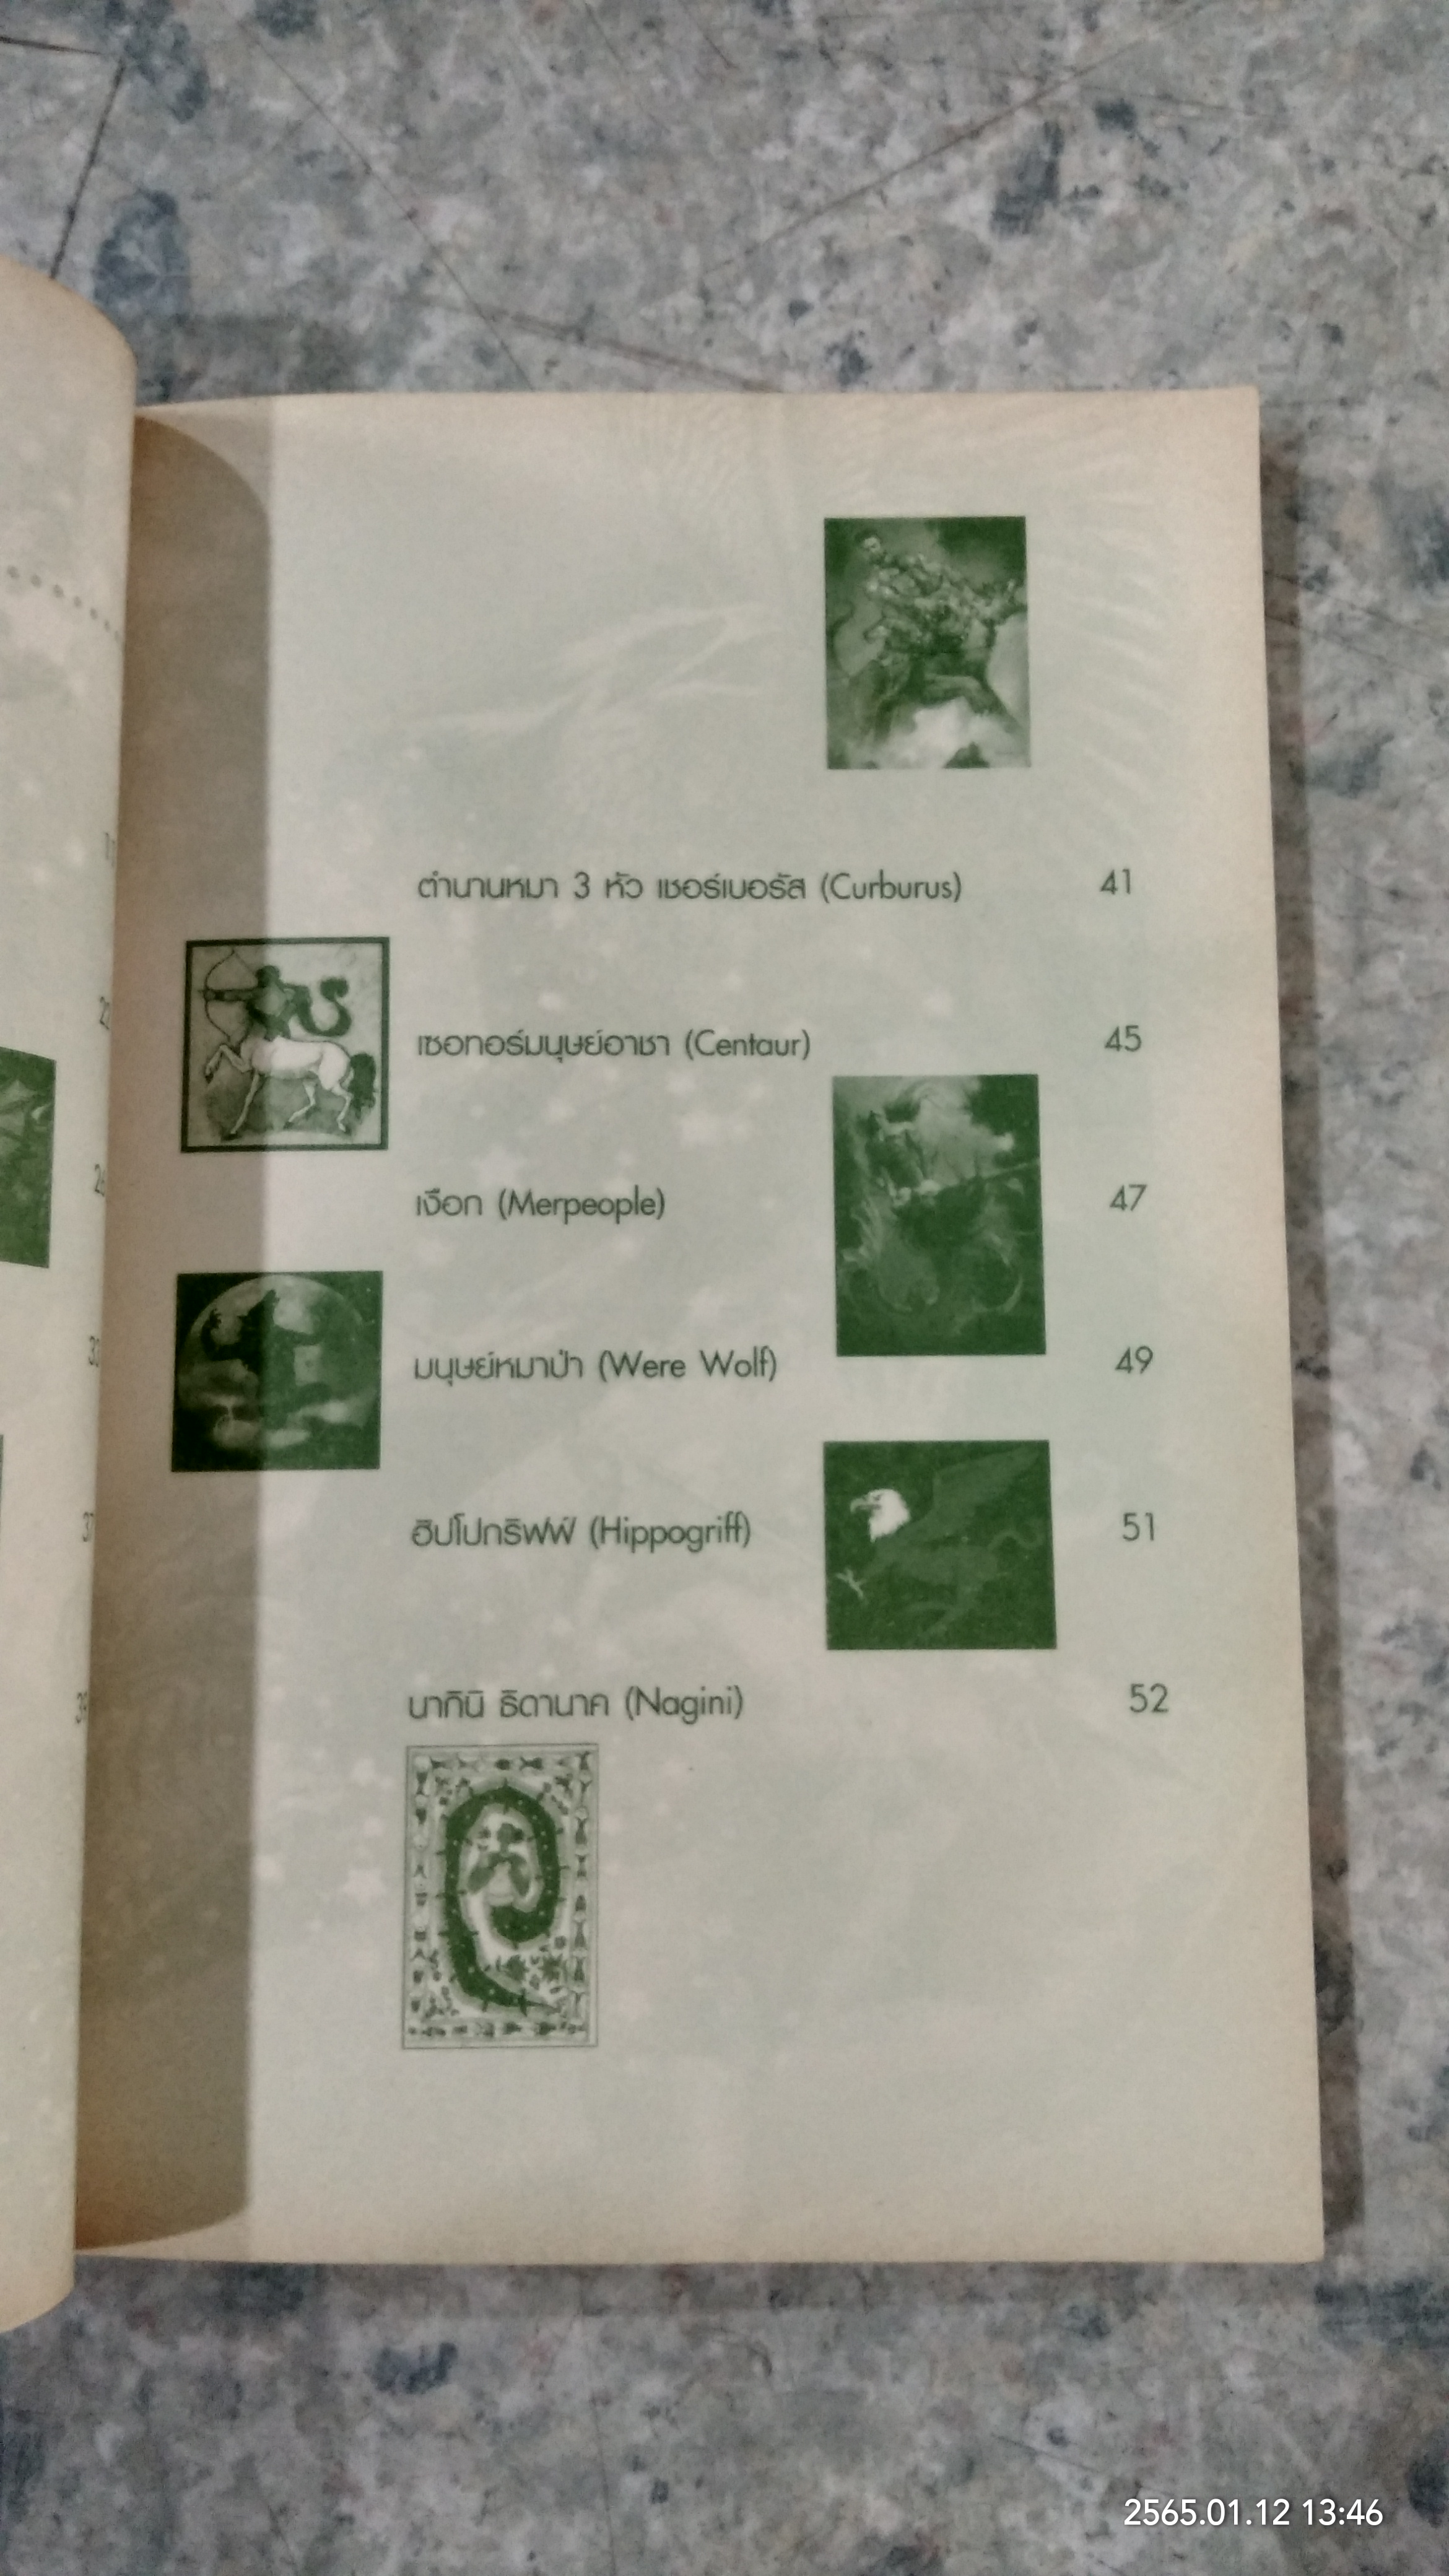 ตำนานหมา 3 หัว เซอร์เบอรัส (Curburus) 41
เซอทอร์มนุษย์อาชา (Centaur) 45
เงือก (Merpeople) 47
มนุษย์หมาป่า (Were Wolf) 49
ฮิปโปกริฟฟ์ (Hippogriff) 51
นากินิ ธิดานาค (Nagini) 52
2565.01.12 13:46